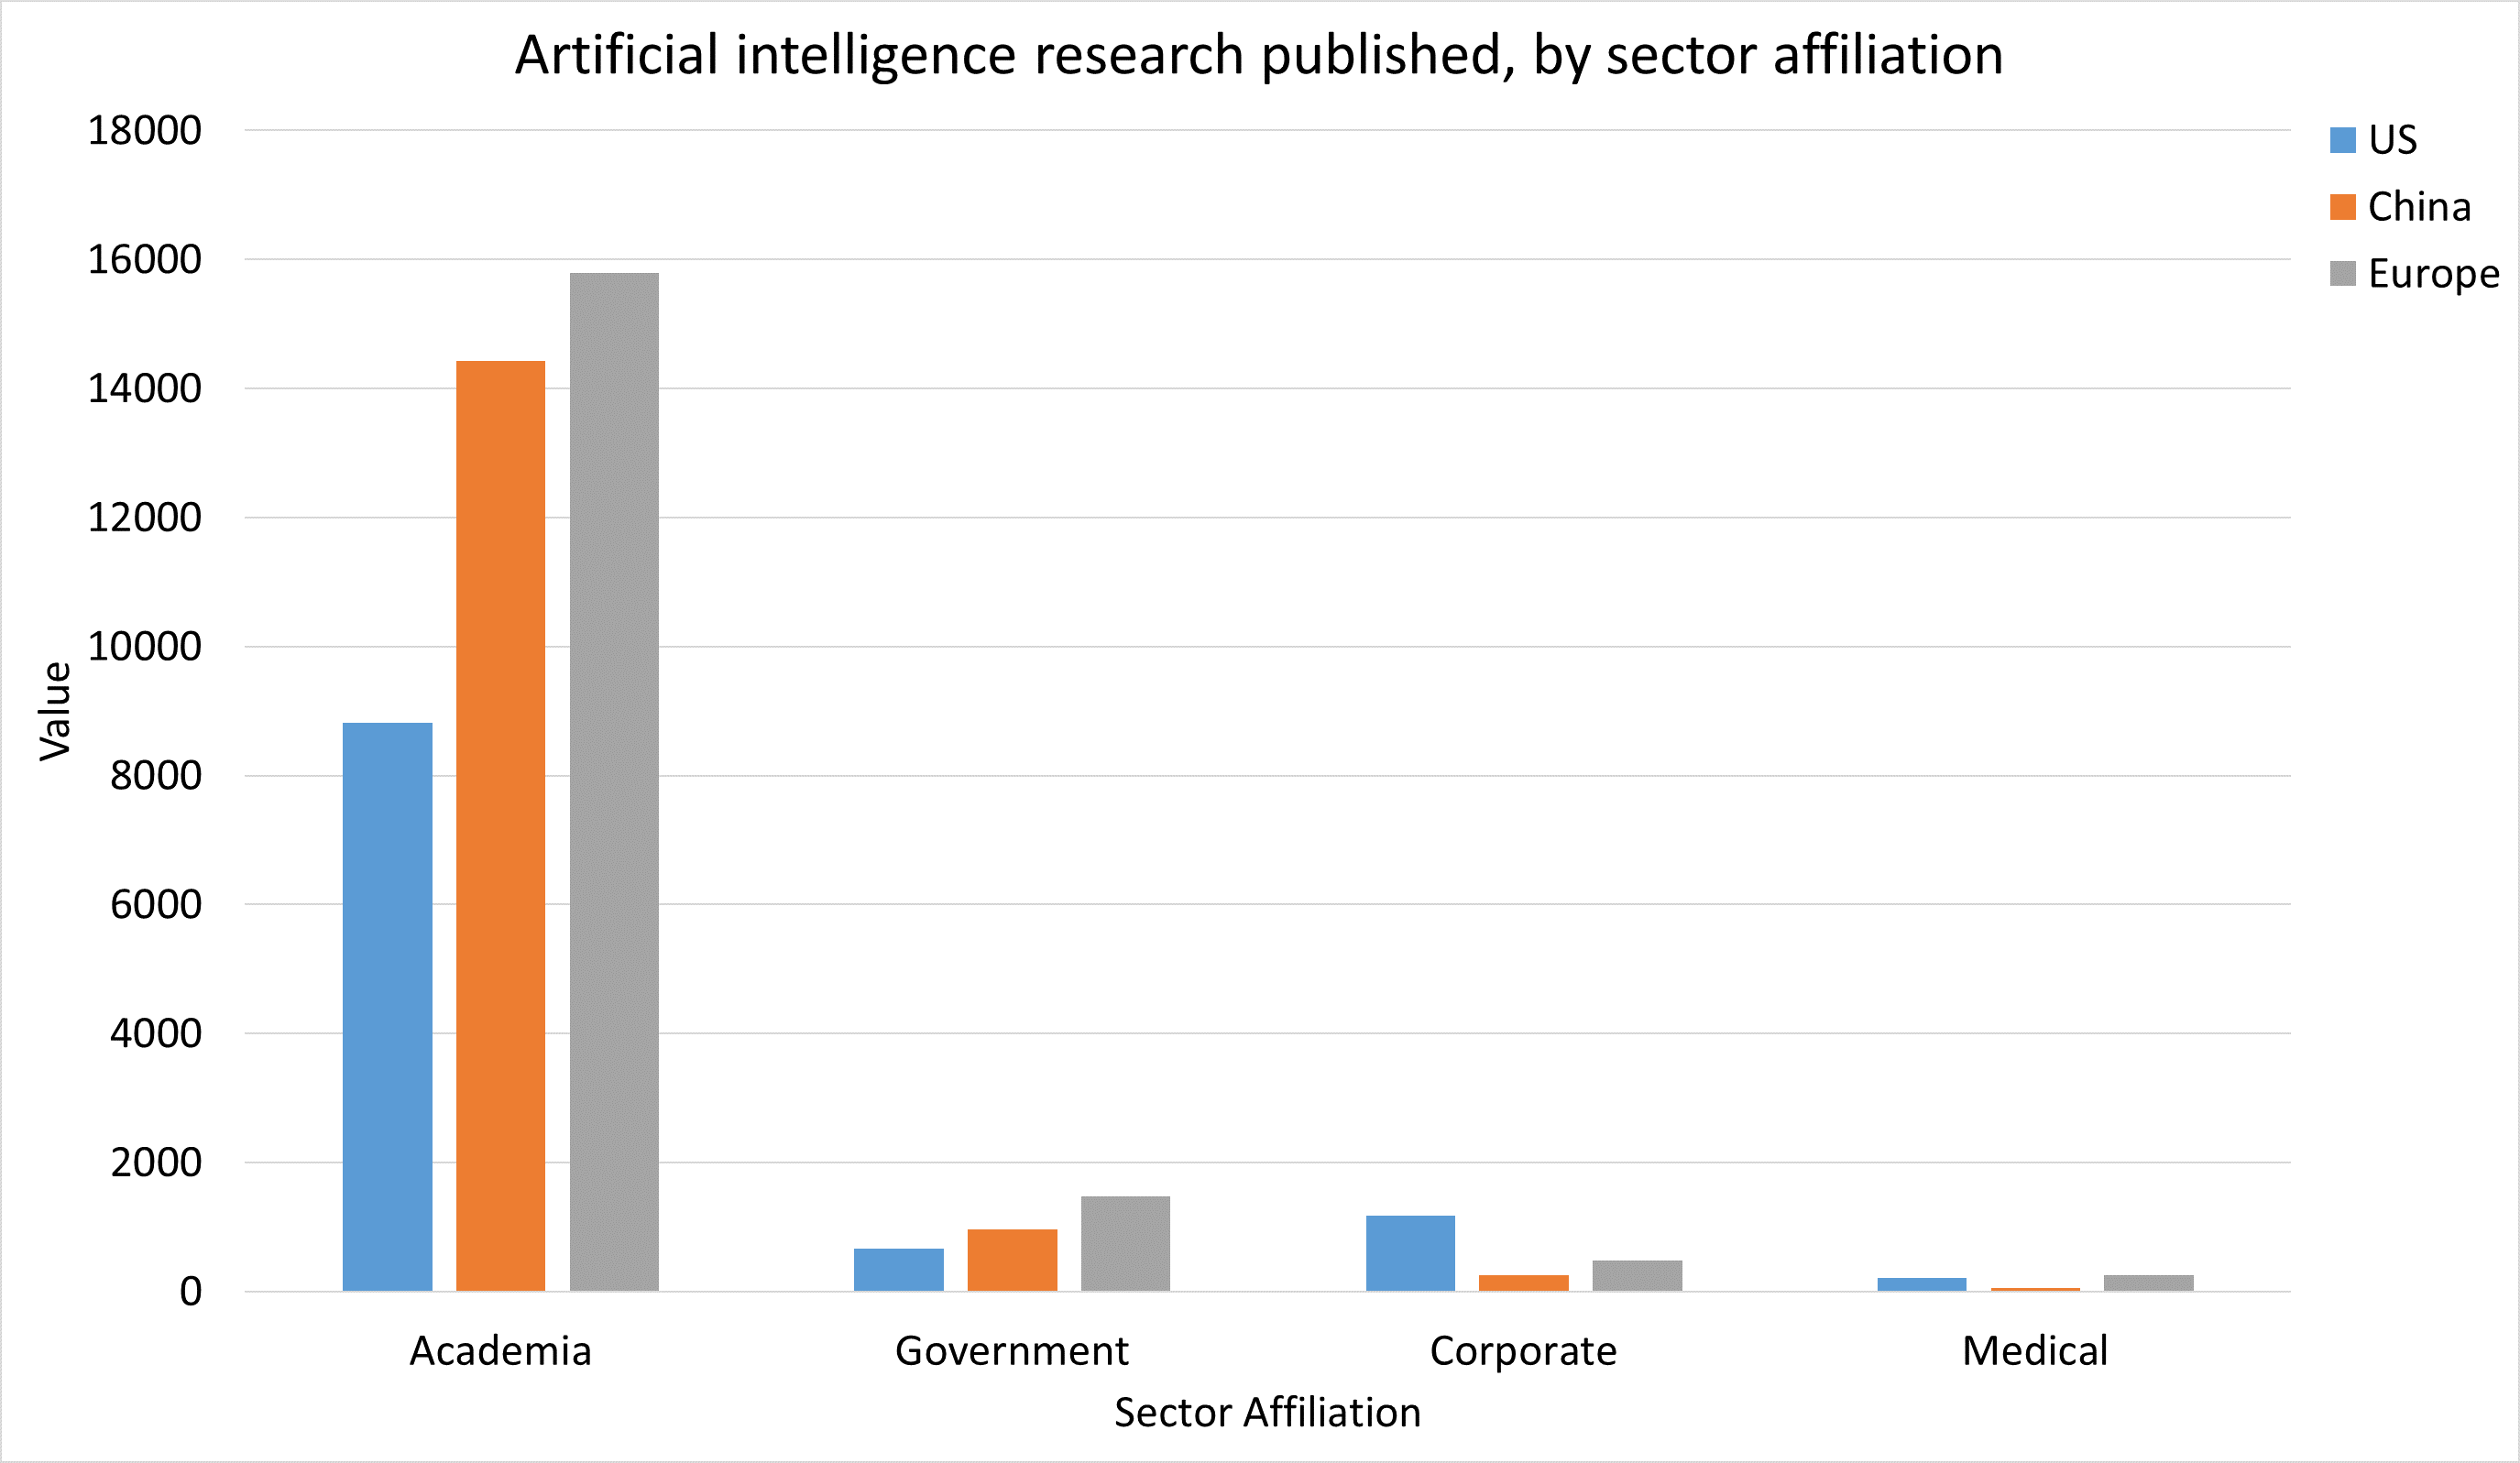 Artificial intelligence research published, by sector affiliation
18000
16000
14000
12000
10000
8000
6000
4000
2000
0
Value
Academia
Government
Corporate
Medical
Sector Affiliation
US
China
Europe